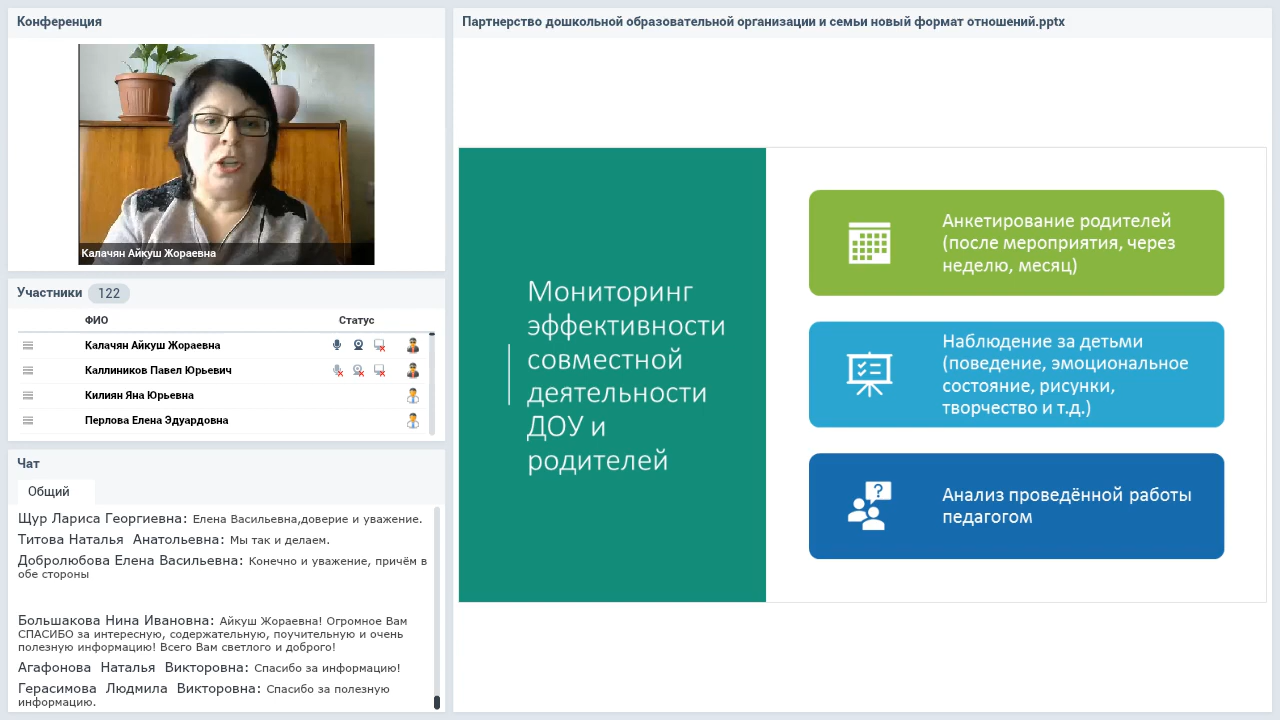 Конференция
Калачян Айкуш Жораевна
Участники 122
ФИО Статус
Калачян Айкуш Жораевна
Каллиников Павел Юрьевич
Килиян Яна Юрьевна
Перлова Елена Эдуардовна
Чат
Общий
Щур Лариса Георгиевна: Елена Васильевна,доверие и уважение.
Титова Наталья Анатольевна: Мы так и делаем.
Добролюбова Елена Васильевна: Конечно и уважение, причём в
обе стороны
Большакова Нина Ивановна: Айкуш Жораевна! Огромное Вам
СПАСИБО за интересную, содержательную, поучительную и очень
полезную информацию! Всего Вам светлого и доброго!
Агафонова Наталья Викторовна: Спасибо за информацию!
Герасимова Людмила Викторовна: Спасибо за полезную
информацию.
Партнерство дошкольной образовательной организации и семьи новый формат отношений.pptx
Мониторинг
эффективности
совместной
деятельности
ДОУ и
родителей
Анкетирование родителей
(после мероприятия, через
неделю, месяц)
Наблюдение за детьми
(поведение, эмоциональное
состояние, рисунки,
творчество и т.д.)
?
Анализ проведённой работы
педагогом